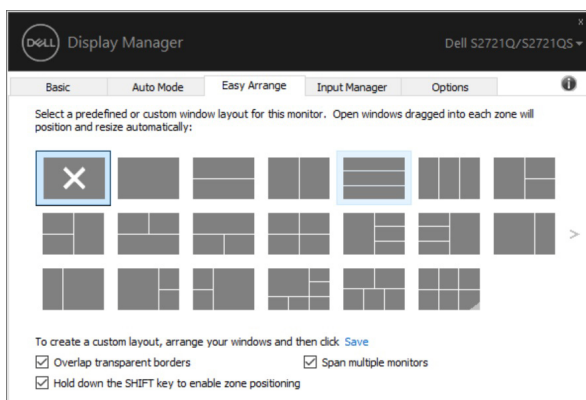 x
DELL Display Manager Dell S2721Q/S2721QS
Basic Auto Mode Easy Arrange Input Manager Options i
Select a predefined or custom window layout for this monitor. Open windows dragged into each zone will
position and resize automatically:
>
To create a custom layout, arrange your windows and then click Save
Overlap transparent borders Span multiple monitors
Hold down the SHIFT key to enable zone positioning